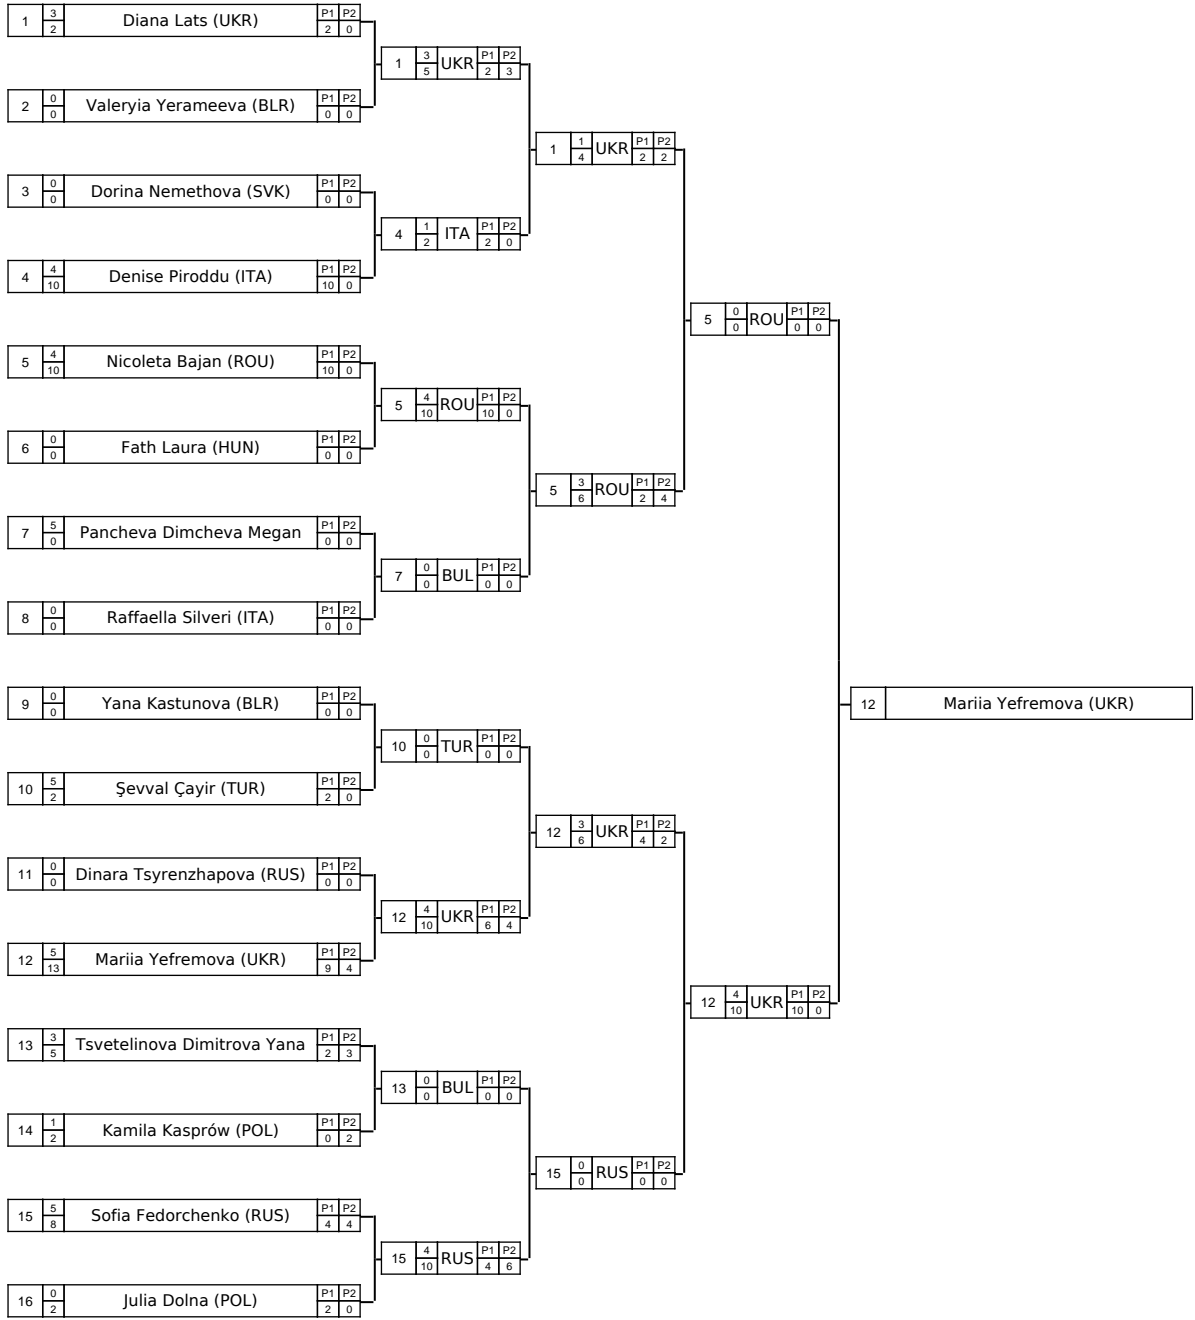 1 3 2 Diana Lats (UKR) P1 P2 2 0
1 3 5 UKR P1 P2 2 3
2 0 0 Valeryia Yerameeva (BLR) P1 P2 0 0
1 1 4 UKR P1 P2 2 2
3 0 0 Dorina Nemethova (SVK) P1 P2 0 0
4 1 2 ITA P1 P2 2 0
4 4 10 Denise Piroddu (ITA) P1 P2 10 0
5 0 0 ROU P1 P2 0 0
5 4 10 Nicoleta Bajan (ROU) P1 P2 10 0
5 4 10 ROU P1 P2 10 0
6 0 0 Fath Laura (HUN) P1 P2 0 0
5 3 6 ROU P1 P2 2 4
7 5 0 Pancheva Dimcheva Megan P1 P2 0 0
7 0 0 BUL P1 P2 0 0
8 0 0 Raffaella Silveri (ITA) P1 P2 0 0
9 0 0 Yana Kastunova (BLR) P1 P2 0 0
12 Mariia Yefremova (UKR)
10 0 0 TUR P1 P2 0 0
10 5 2 Şevval Çayir (TUR) P1 P2 2 0
12 3 6 UKR P1 P2 4 2
11 0 0 Dinara Tsyrenzhapova (RUS) P1 P2 0 0
12 4 10 UKR P1 P2 6 4
12 5 13 Mariia Yefremova (UKR) P1 P2 9 4
12 4 10 UKR P1 P2 10 0
13 3 5 Tsvetelinova Dimitrova Yana P1 P2 2 3
13 0 0 BUL P1 P2 0 0
14 1 2 Kamila Kasprów (POL) P1 P2 0 2
15 0 0 RUS P1 P2 0 0
15 5 8 Sofia Fedorchenko (RUS) P1 P2 4 4
15 4 10 RUS P1 P2 4 6
16 0 2 Julia Dolna (POL) P1 P2 2 0